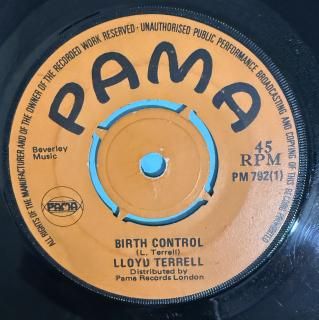 ALL RIGHTS OF THE MANUFACTURER AND OF THE OWNER OF THE RECORDED WORK RESERVED · UNAUTHORISED PUBLIC PERFORMANCE BROADCASTING AND COPYING OF THIS RECORD PROHIBITED
PAMA
Beverley
Music
45
RPM
PM 792(1)
PAMA
BIRTH CONTROL
(L. Terrell)
LLOYD TERRELL
Distributed by
Pama Records London